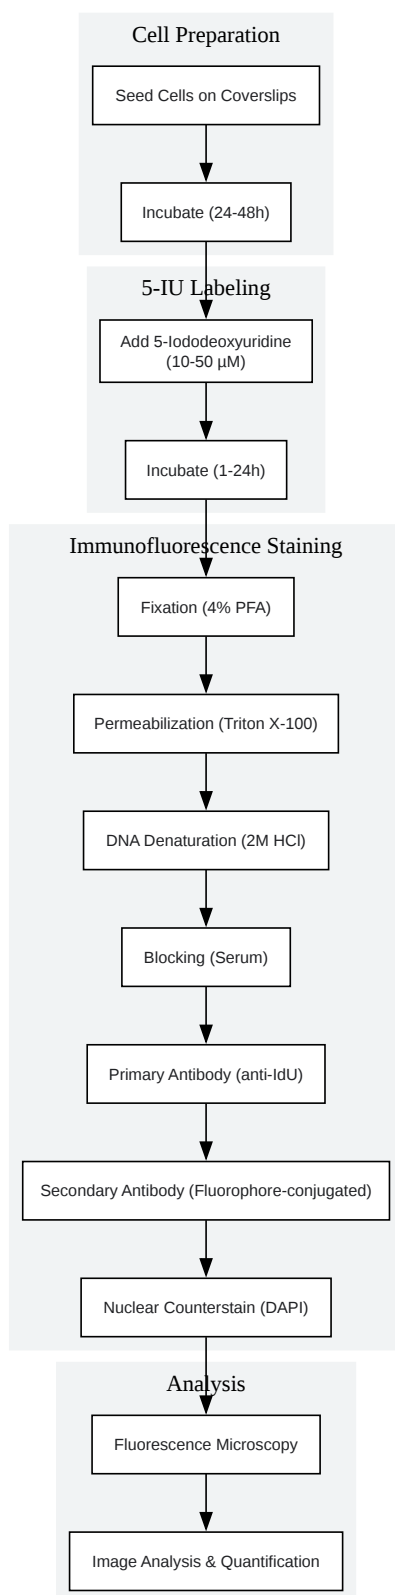 Cell Preparation
Seed Cells on Coverslips
Incubate (24-48h)
5-IU Labeling
Add 5-Iododeoxyuridine
(10-50 µM)
Incubate (1-24h)
Immunofluorescence Staining
Fixation (4% PFA)
Permeabilization (Triton X-100)
DNA Denaturation (2M HCl)
Blocking (Serum)
Primary Antibody (anti-IdU)
Secondary Antibody (Fluorophore-conjugated)
Nuclear Counterstain (DAPI)
Analysis
Fluorescence Microscopy
Image Analysis & Quantification